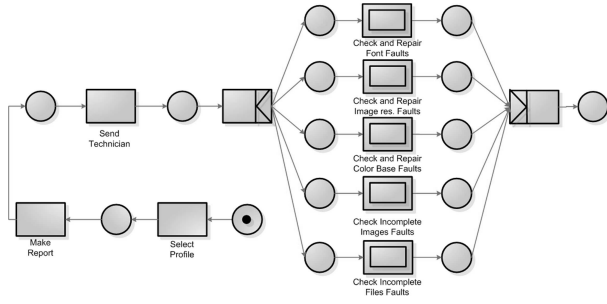 Check and Repair
Font Faults
Check and Repair
Image res. Faults
Send
Technician
Check and Repair
Color Base Faults
Make
Report
Select
Profile
Check Incomplete
Images Faults
Check Incomplete
Files Faults